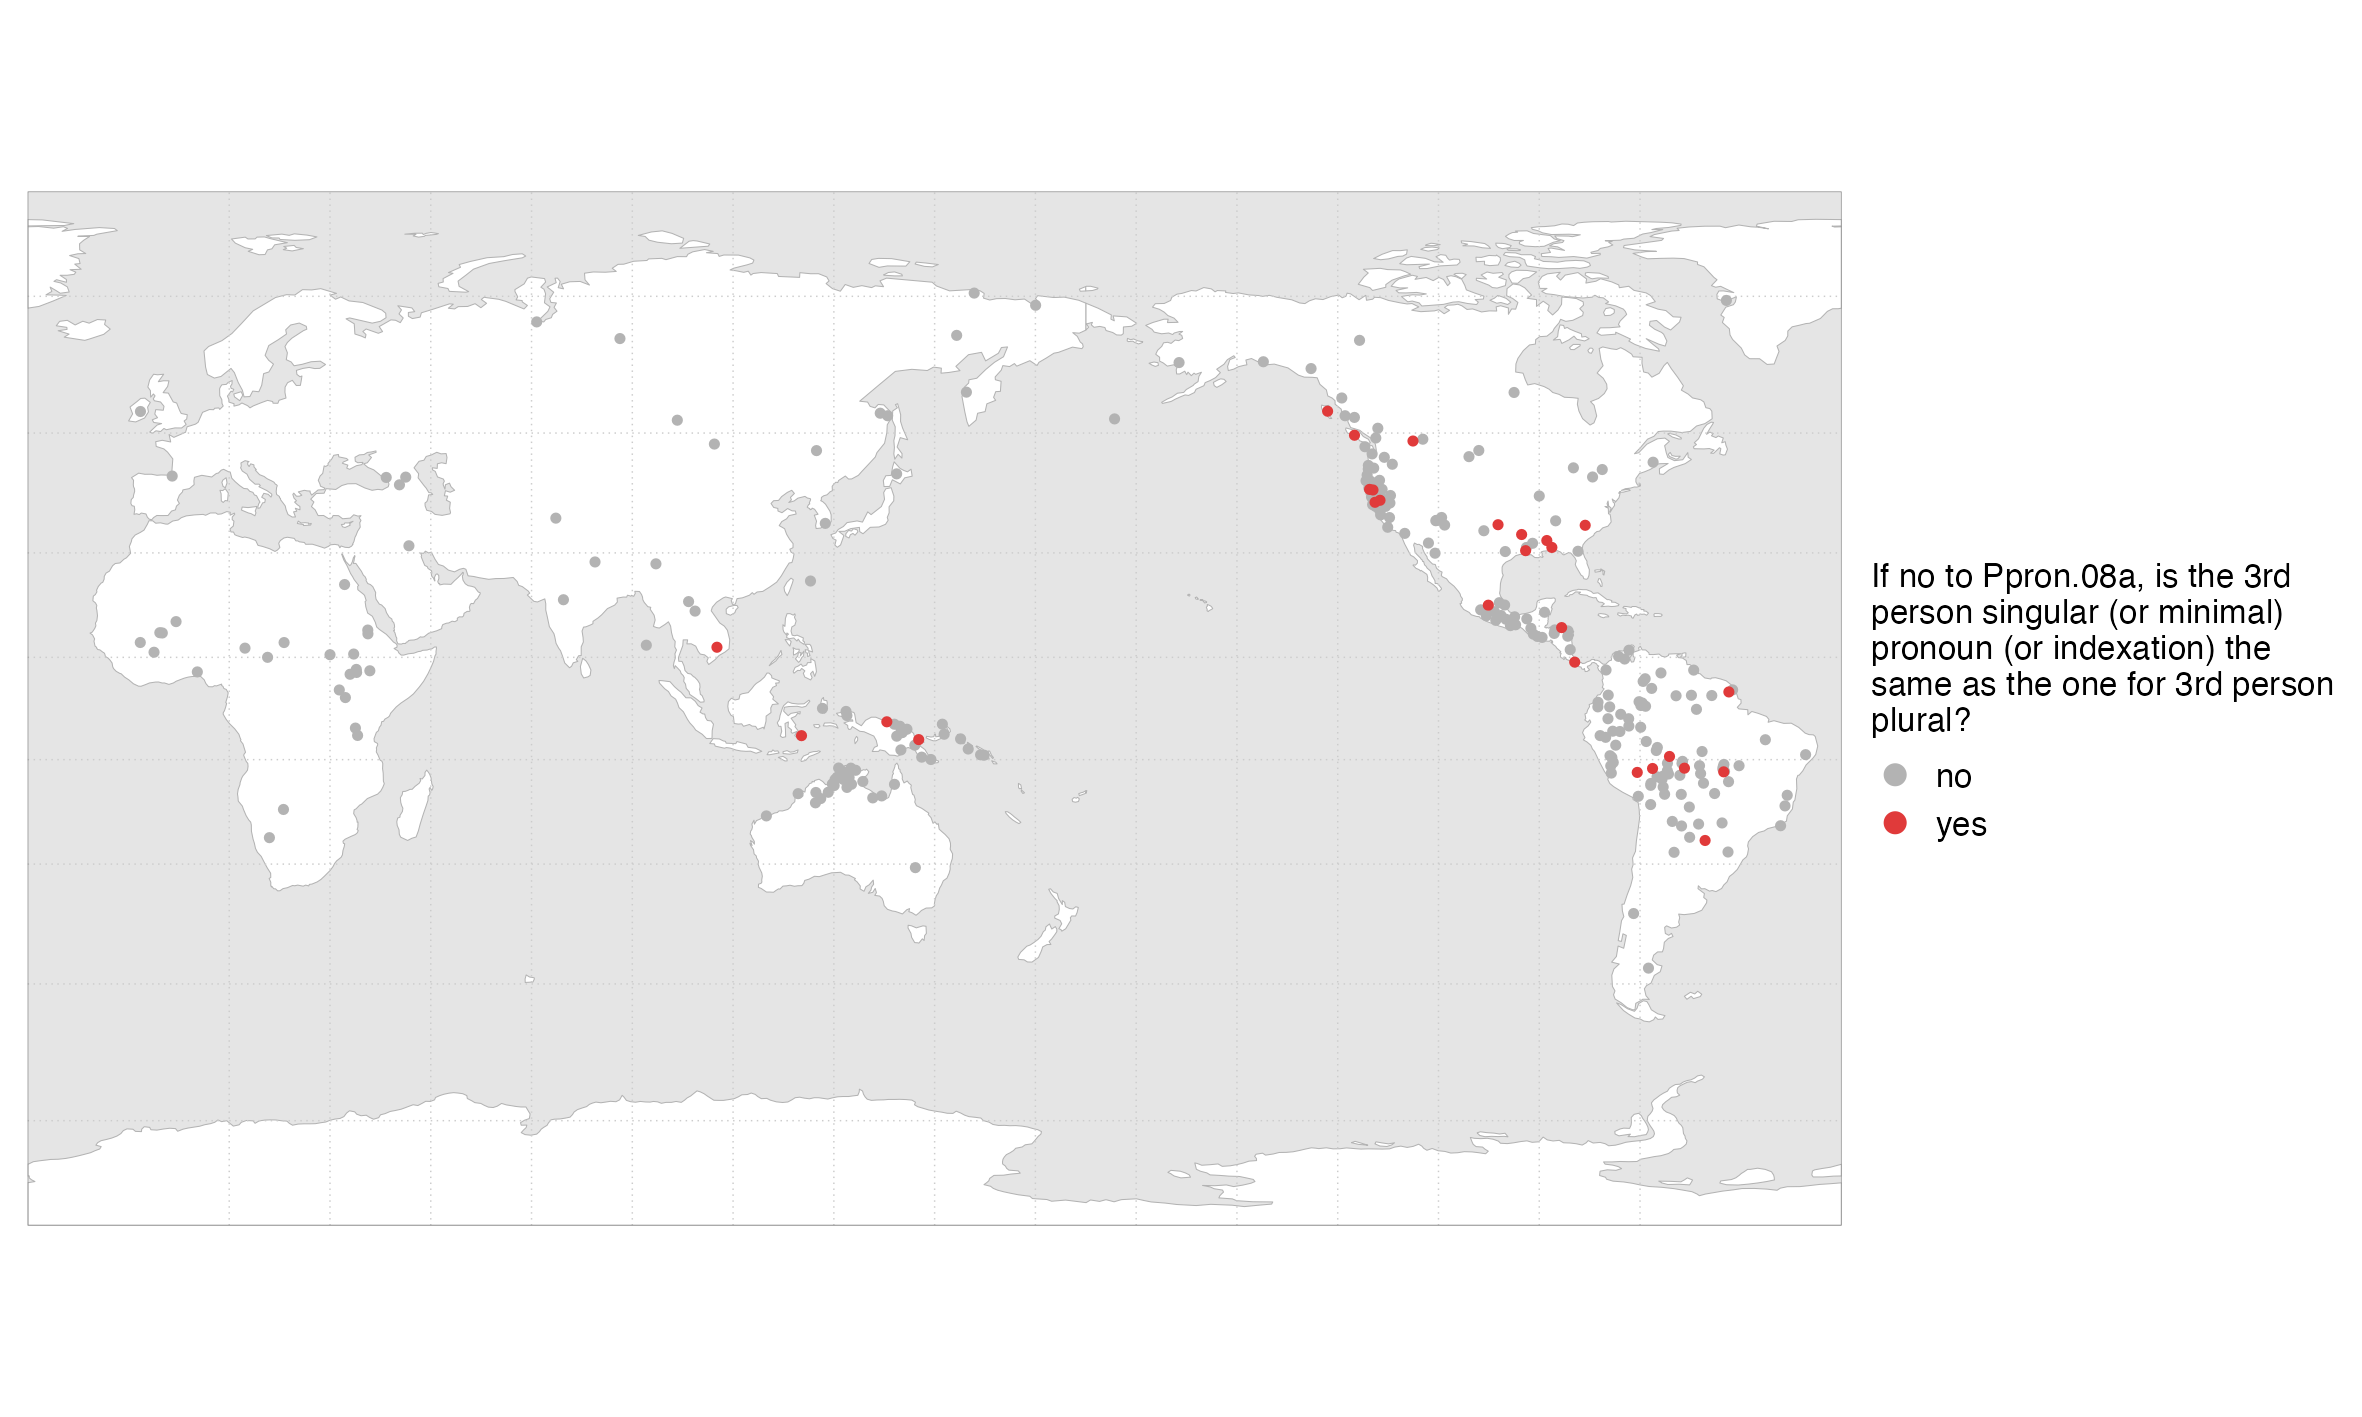 If no to Ppron.08a, is the 3rd
person singular (or minimal)
pronoun (or indexation) the
same as the one for 3rd person
plural?
no
yes